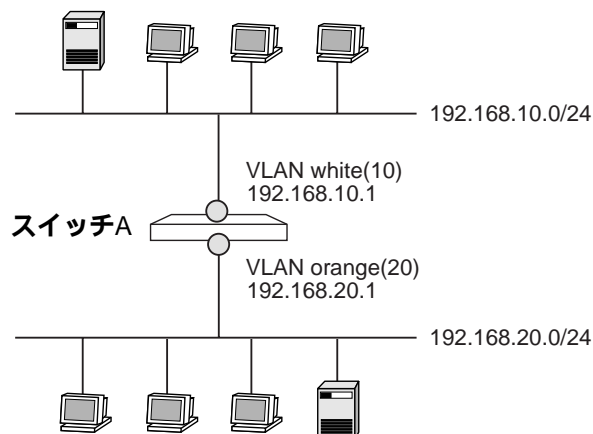 192.168.10.0/24
VLAN white(10)
192.168.10.1
スイッチA
VLAN orange(20)
192.168.20.1
192.168.20.0/24